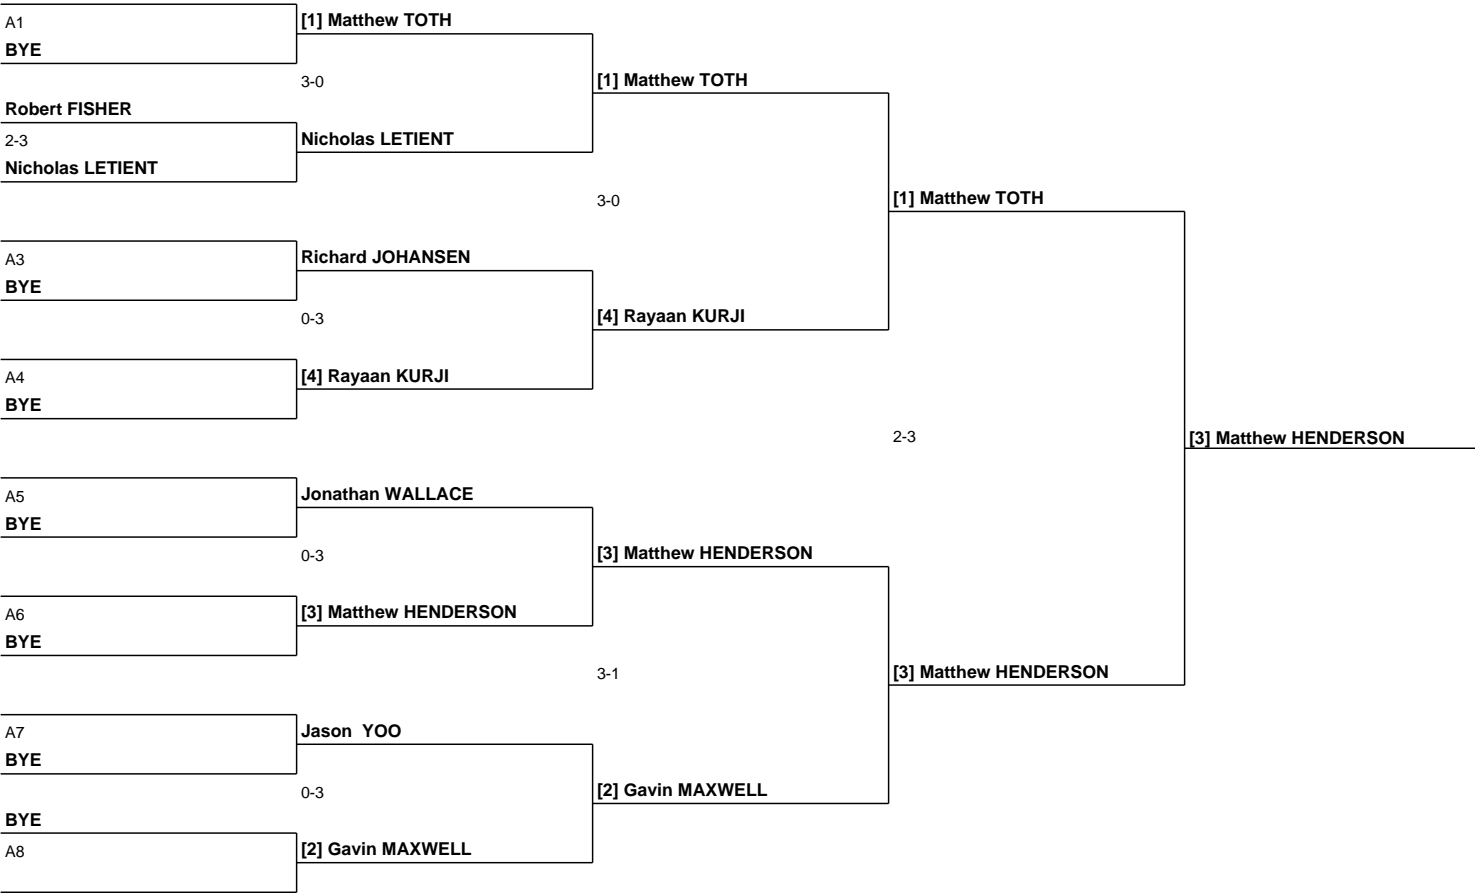 A1
[1] Matthew TOTH
BYE
3-0
[1] Matthew TOTH
Robert FISHER
2-3
Nicholas LETIENT
Nicholas LETIENT
3-0
[1] Matthew TOTH
A3
Richard JOHANSEN
BYE
0-3
[4] Rayaan KURJI
A4
[4] Rayaan KURJI
BYE
2-3
[3] Matthew HENDERSON
A5
Jonathan WALLACE
BYE
0-3
[3] Matthew HENDERSON
A6
[3] Matthew HENDERSON
BYE
3-1
[3] Matthew HENDERSON
A7
Jason  YOO
BYE
0-3
[2] Gavin MAXWELL
BYE
A8
[2] Gavin MAXWELL